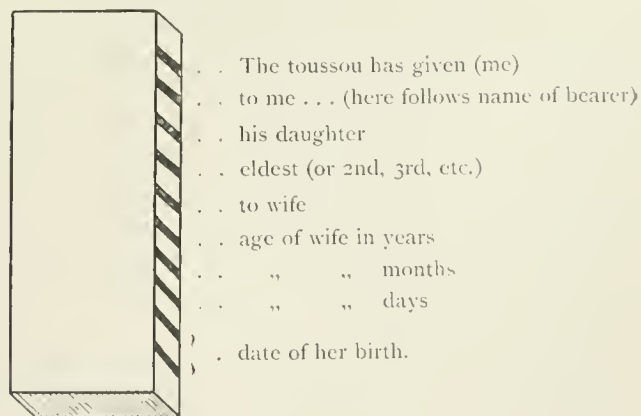 . . The toussou has given (me)
. . to me . . . (here follows name of bearer)
. . his daughter
. . eldest (or 2nd, 3rd, etc.)
. . to wife
. . age of wife in years
. . „ „ months
. . „ „ days
} . date of her birth.